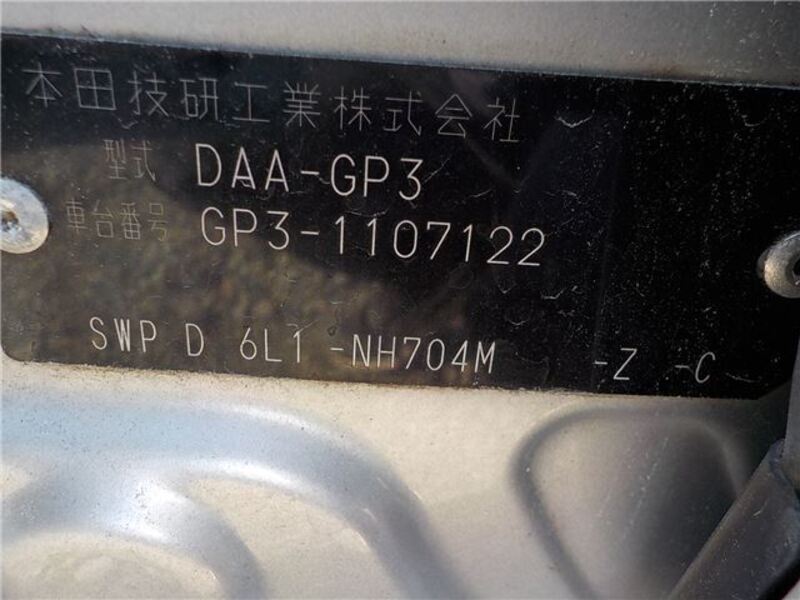 本田技研工業株式会社
型式 DAA-GP3
車台番号 GP3-1107122
SWP D 6L1 -NH704M -Z -C